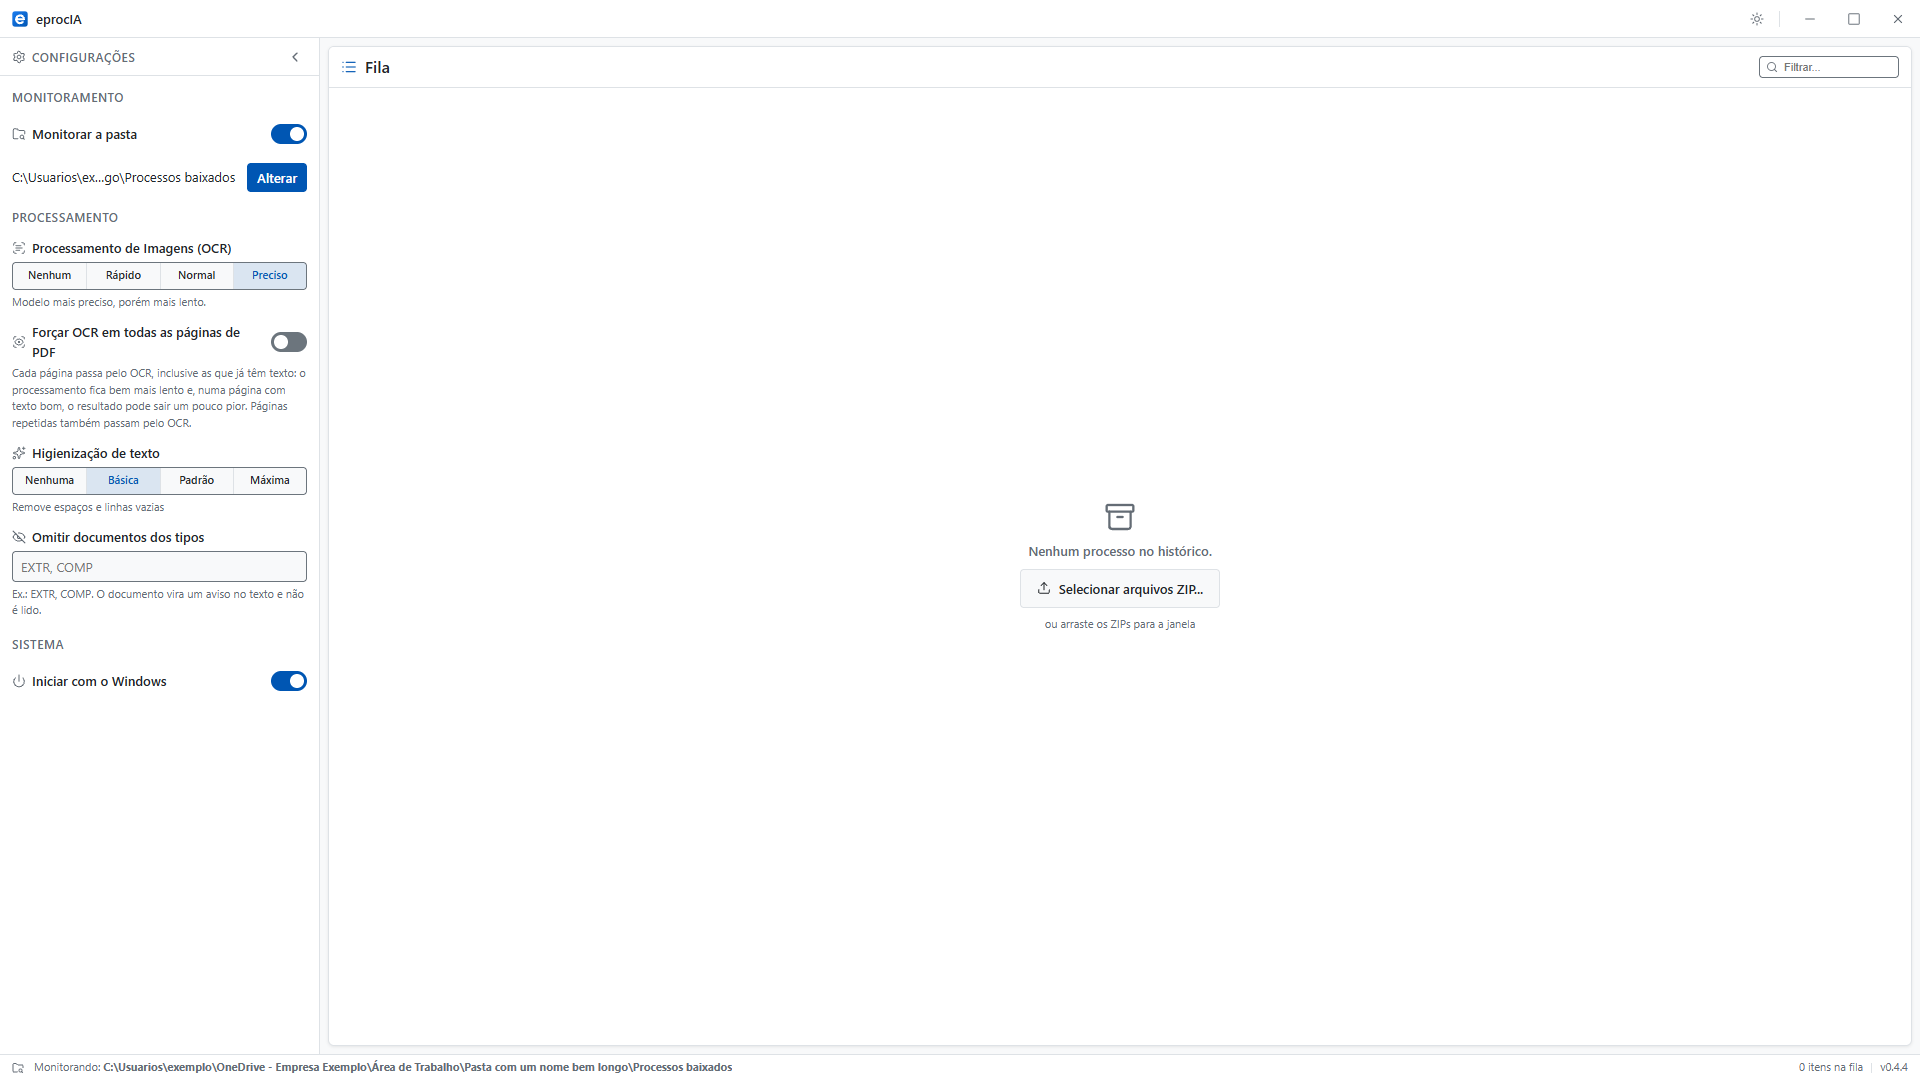 eprocIA
CONFIGURAÇÕES
MONITORAMENTO
Monitorar a pasta
C:\Usuarios\ex...go\Processos baixados
Alterar
PROCESSAMENTO
Processamento de Imagens (OCR)
Nenhum Rápido Normal Preciso
Modelo mais preciso, porém mais lento.
Forçar OCR em todas as páginas de
PDF
Cada página passa pelo OCR, inclusive as que já têm texto: o
processamento fica bem mais lento e, numa página com
texto bom, o resultado pode sair um pouco pior. Páginas
repetidas também passam pelo OCR.
Higienização de texto
Nenhuma Básica Padrão Máxima
Remove espaços e linhas vazias
Omitir documentos dos tipos
EXTR, COMP
Ex.: EXTR, COMP. O documento vira um aviso no texto e não
é lido.
SISTEMA
Iniciar com o Windows
Fila
Filtrar...
Nenhum processo no histórico.
Selecionar arquivos ZIP...
ou arraste os ZIPs para a janela
Monitorando: C:\Usuarios\exemplo\OneDrive - Empresa Exemplo\Área de Trabalho\Pasta com um nome bem longo\Processos baixados
0 itens na fila
v0.4.4